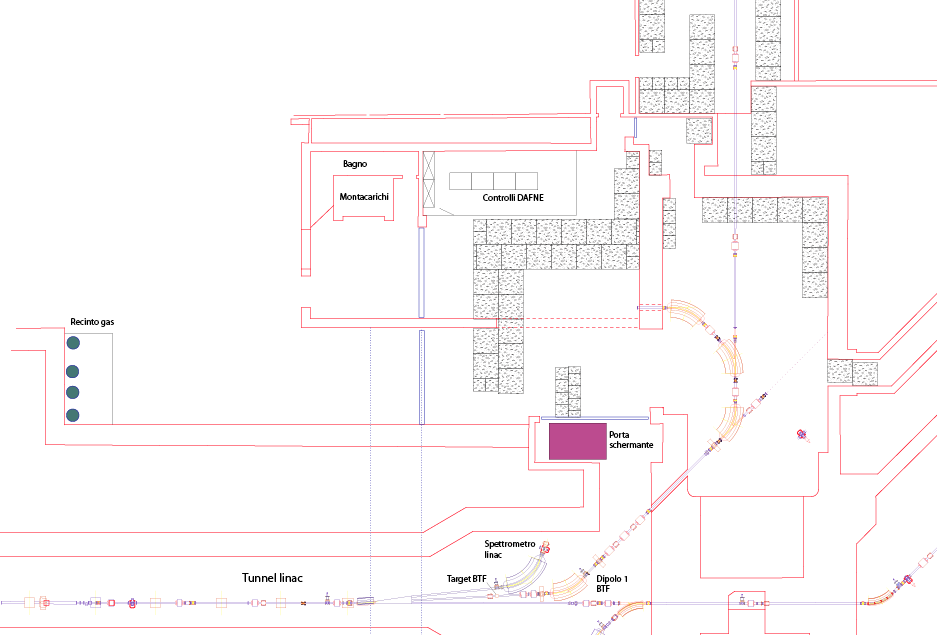 Bagno
Montacarichi
Controlli DAFNE
Recinto gas
Porta
schermante
Spettrometro
linac
Tunnel linac
Target BTF
Dipolo 1
BTF